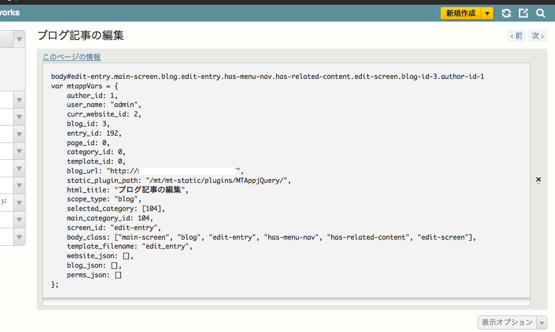 works
新規作成
ブログ記事の編集
‹ 前 次 ›
このページの情報
body#edit-entry.main-screen.blog.edit-entry.has-menu-nav.has-related-content.edit-screen.blog-id-3.author-id-1
var mtappVars = {
author_id: 1,
user_name: "admin",
curr_website_id: 2,
blog_id: 3,
entry_id: 192,
page_id: 0,
category_id: 0,
template_id: 0,
blog_url: "http:// ",
static_plugin_path: "/mt/mt-static/plugins/MTAppjQuery/",
html_title: "ブログ記事の編集",
scope_type: "blog",
selected_category: [104],
main_category_id: 104,
screen_id: "edit-entry",
body_class: ["main-screen", "blog", "edit-entry", "has-menu-nav", "has-related-content", "edit-screen"],
template_filename: "edit_entry",
website_json: [],
blog_json: [],
perms_json: []
};
ド
表示オプション